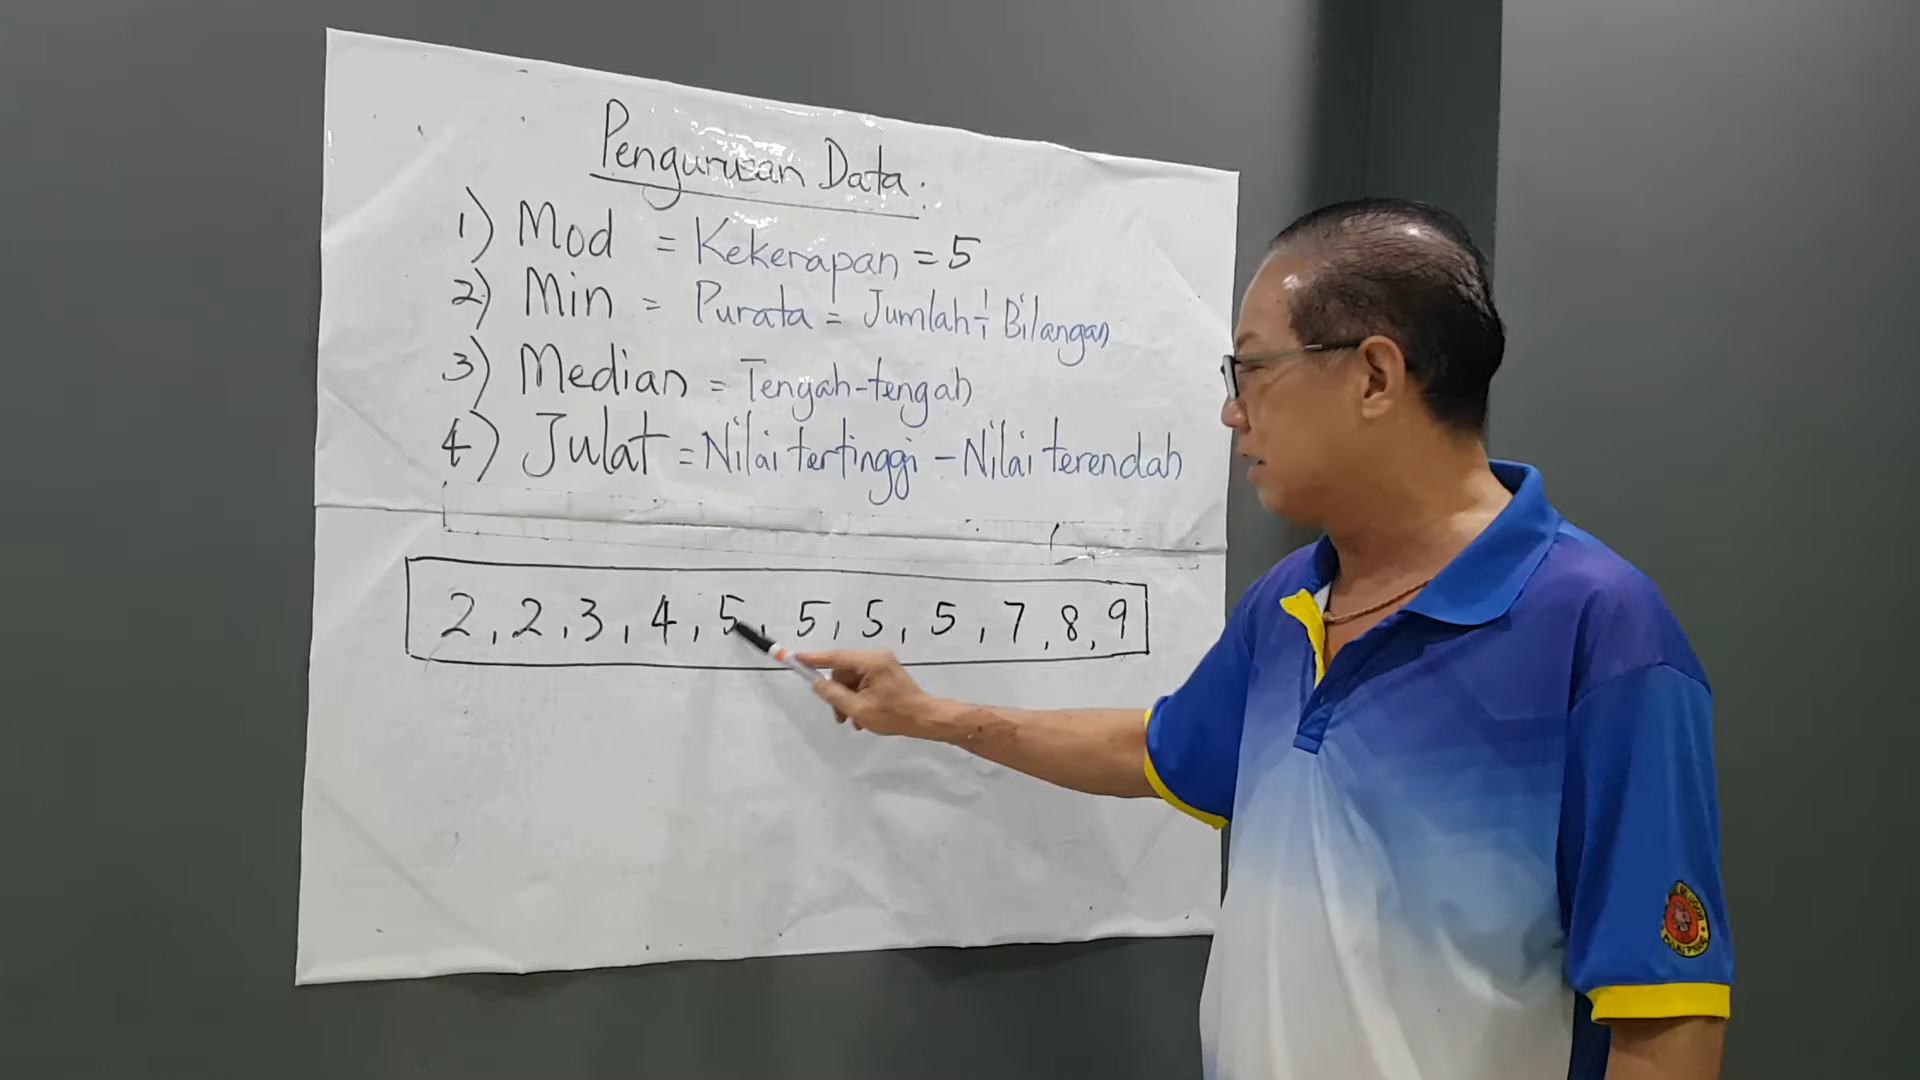 Pengurusan Data.
1) Mod = Kekerapan = 5
2) Min = Purata = Jumlah ÷ Bilangan
3) Median = Tengah-tengah
4) Julat = Nilai tertinggi - Nilai terendah
2, 2, 3, 4, 5, 5, 5, 5, 7, 8, 9